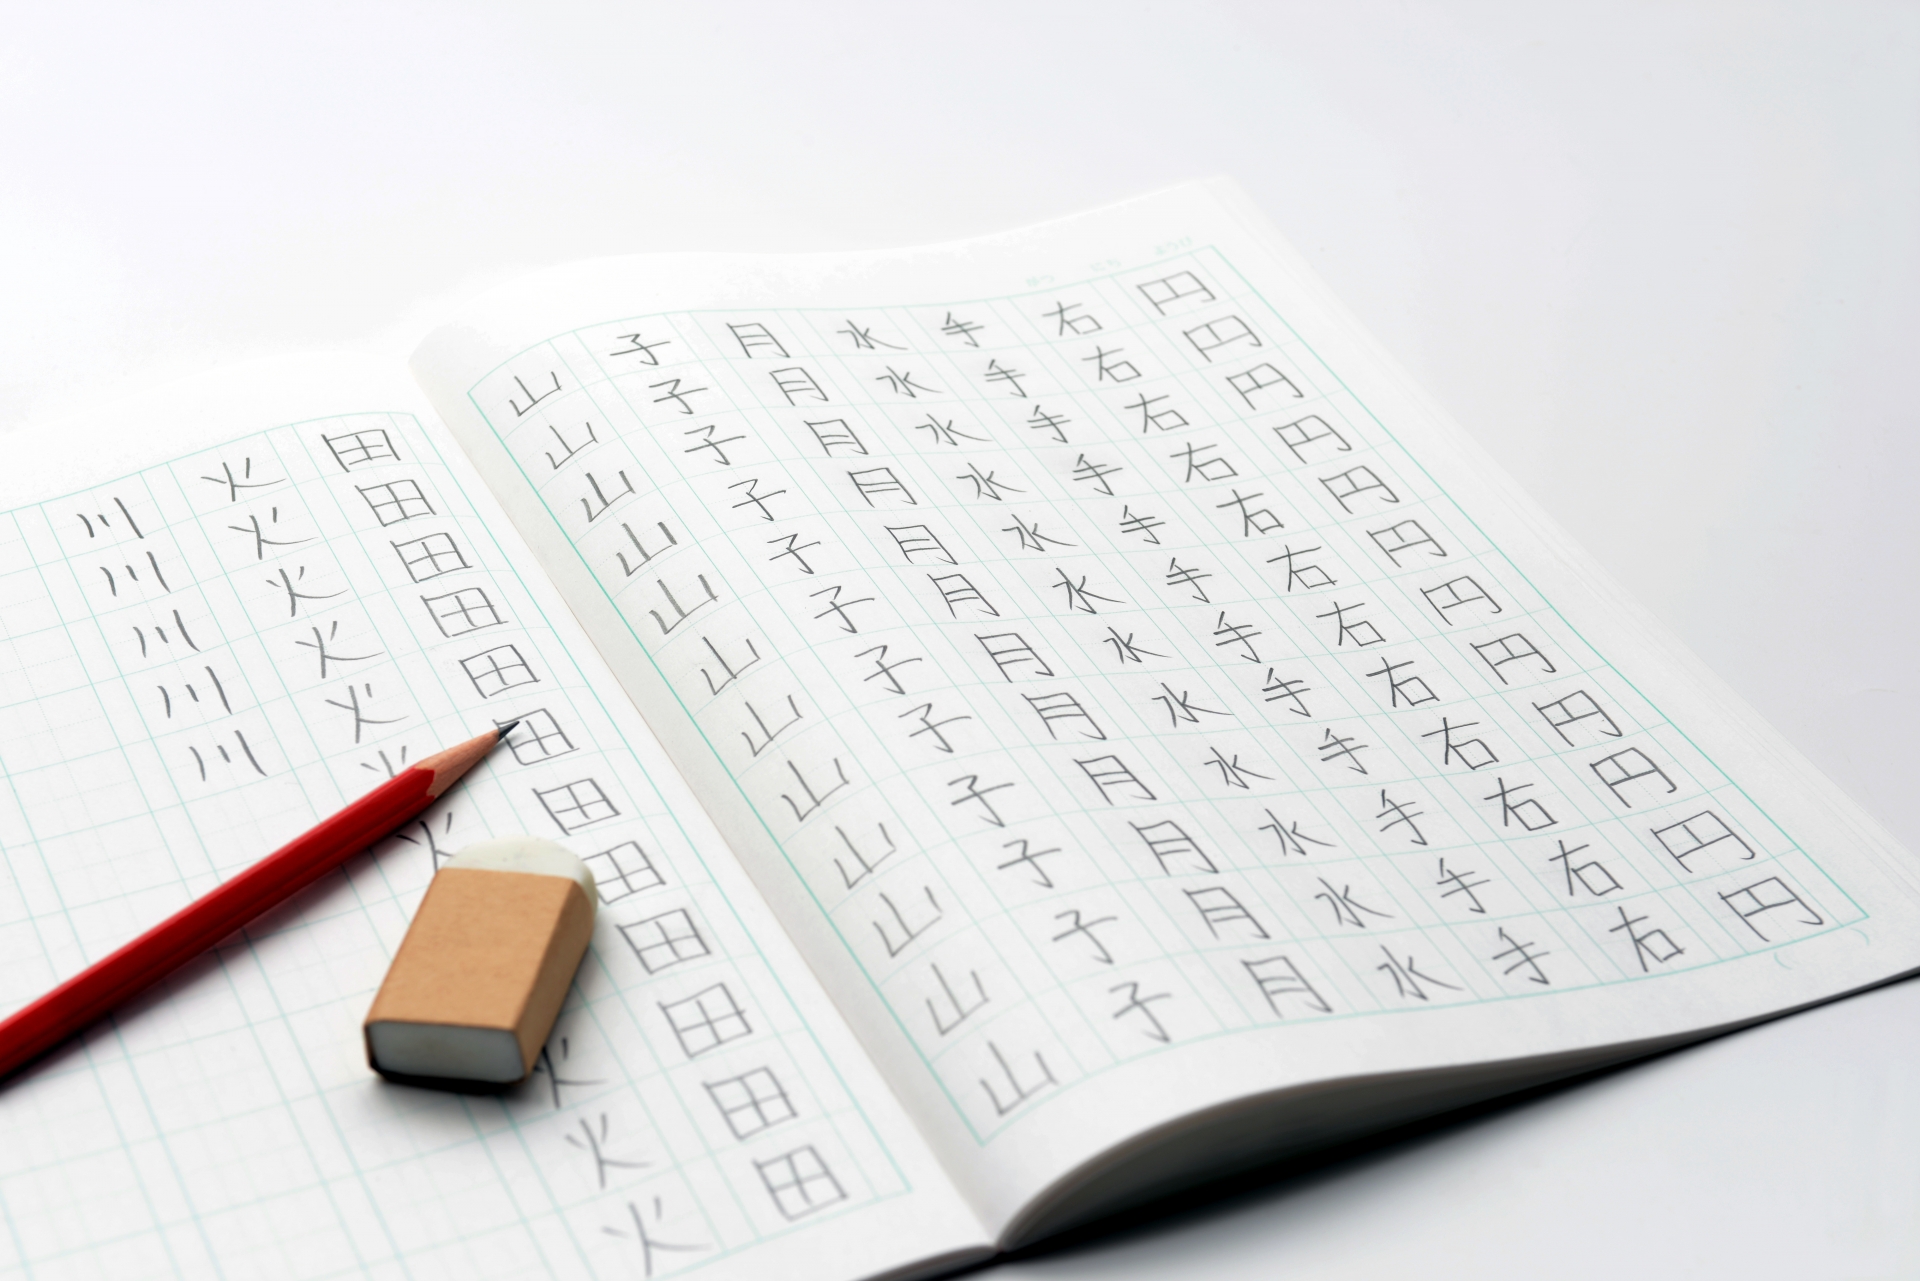 円円円円円円円円円円円円
右右右右右右右右右右右右
手手手手手手手手手手手手
水水水水水水水水水水水水
月月月月月月月月月月月月
子子子子子子子子子子子子
山山山山山山山山山山山山
田田田田田田田田田田田田
火火火火火火火火火火
川川川川川